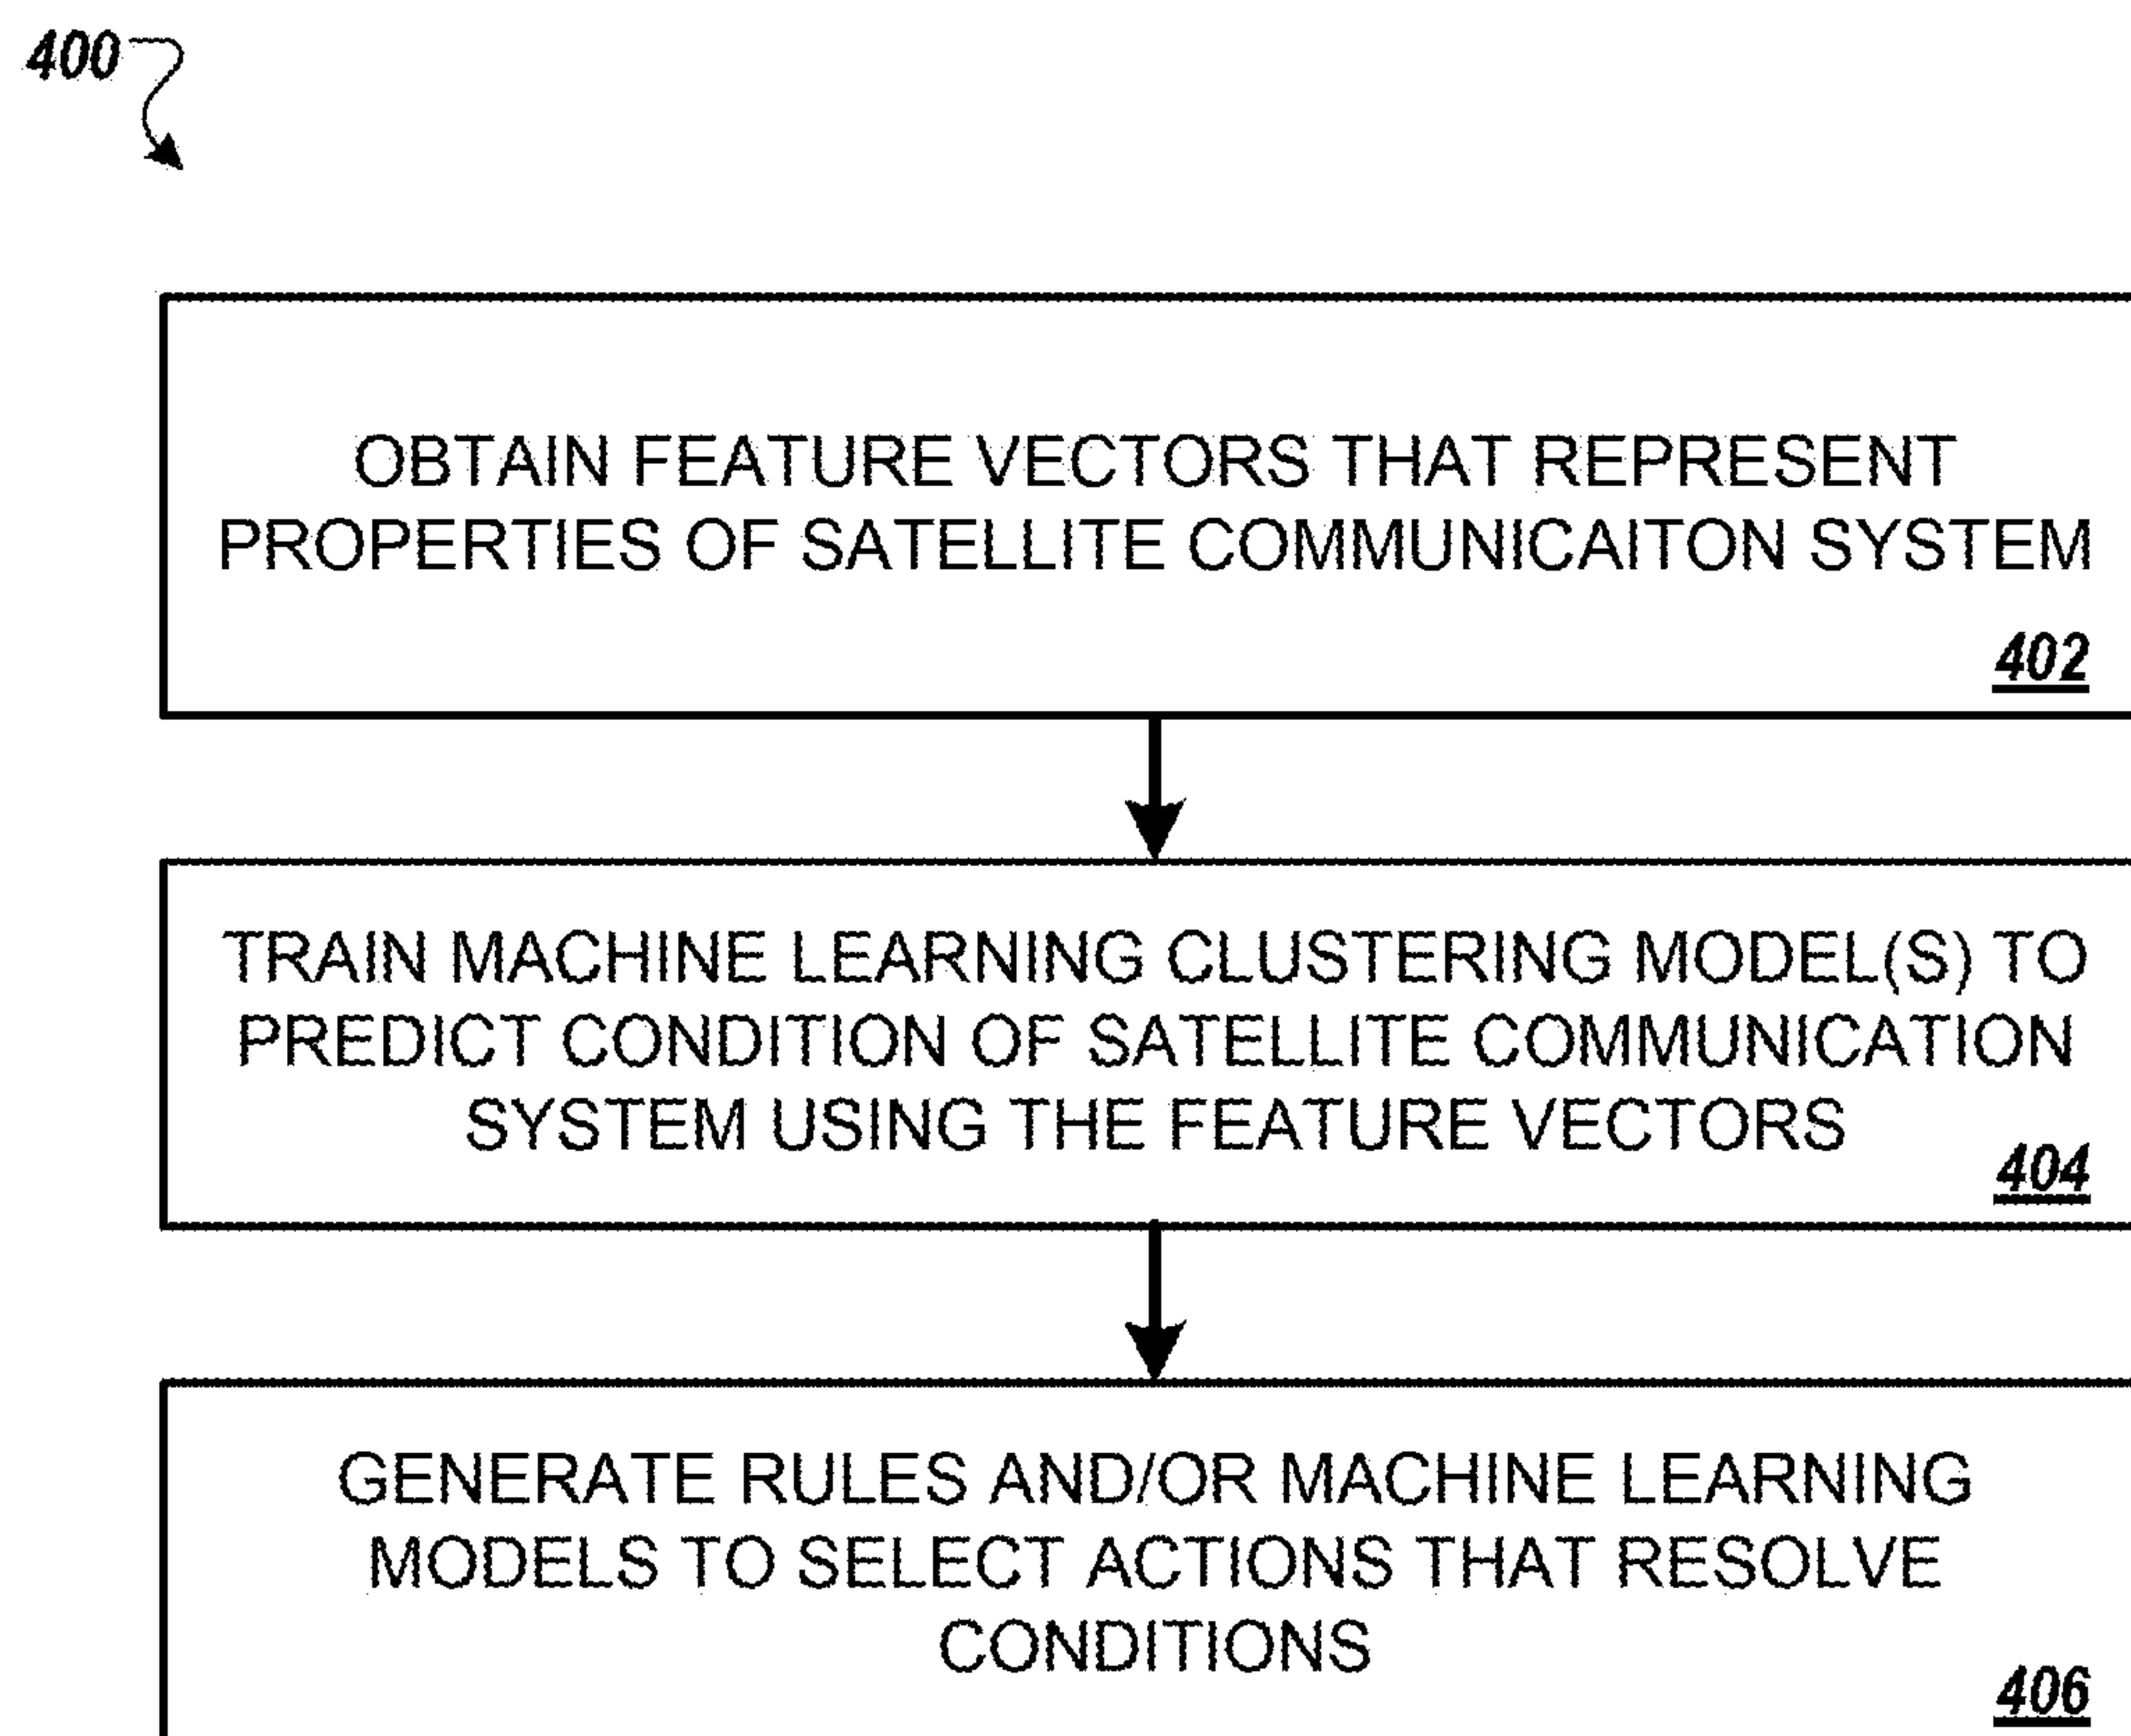 400
OBTAIN FEATURE VECTORS THAT REPRESENT
PROPERTIES OF SATELLITE COMMUNICAITON SYSTEM
402
TRAIN MACHINE LEARNING CLUSTERING MODEL(S) TO
PREDICT CONDITION OF SATELLITE COMMUNICATION
SYSTEM USING THE FEATURE VECTORS
404
GENERATE RULES AND/OR MACHINE LEARNING
MODELS TO SELECT ACTIONS THAT RESOLVE
CONDITIONS
406